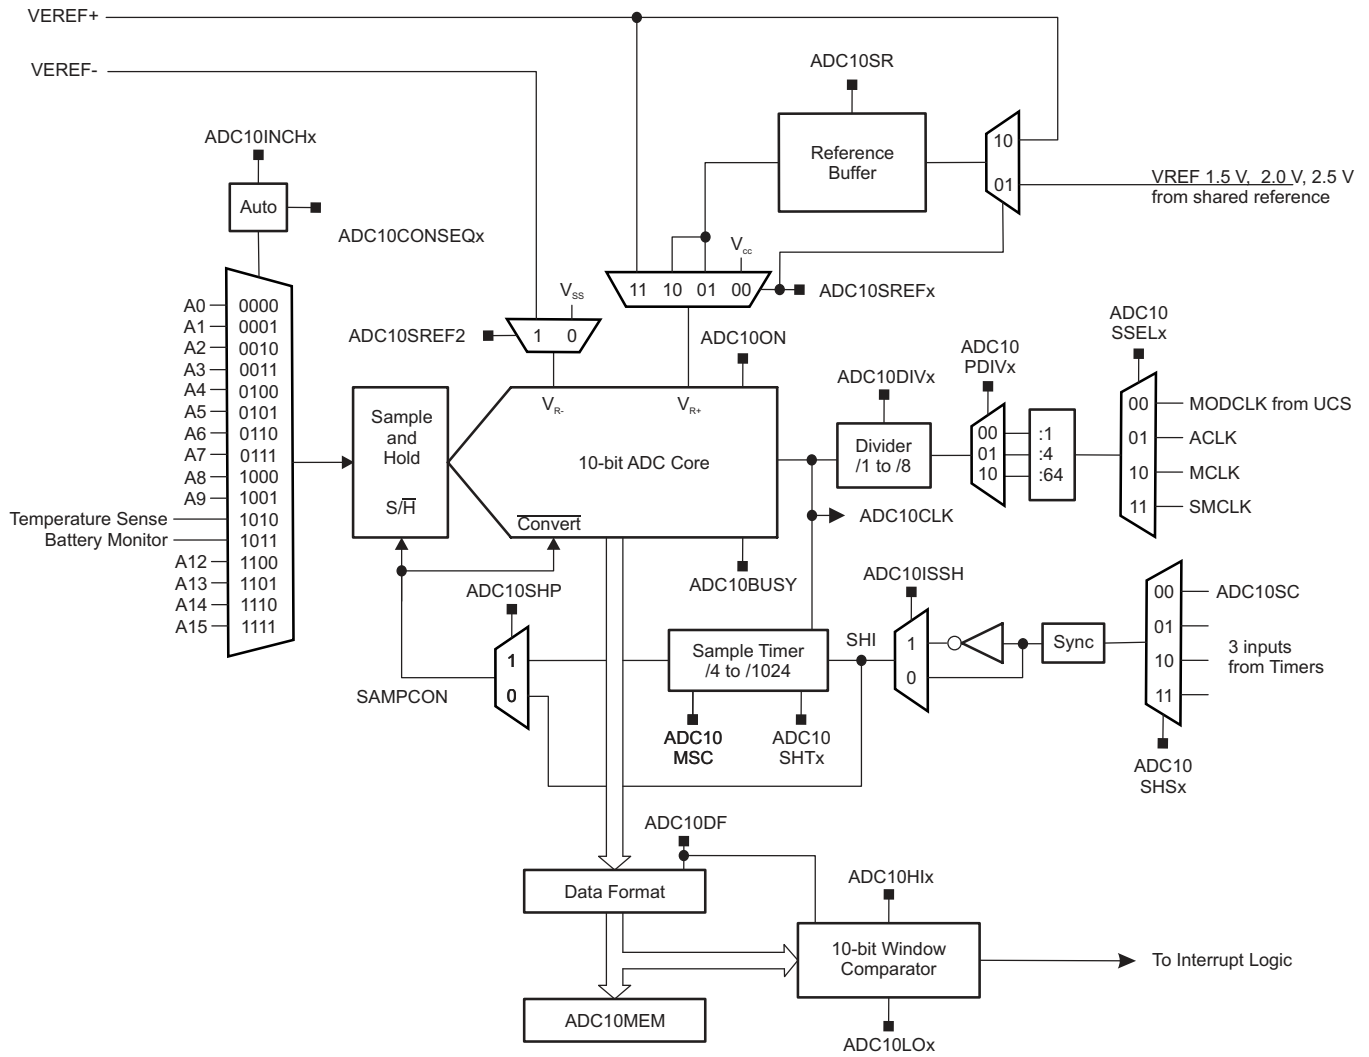 VEREF+
VEREF-
ADC10SR
ADC10INCHx
Reference
Buffer
10
01
VREF 1.5 V, 2.0 V, 2.5 V
from shared reference
Auto
ADC10CONSEQx
Vcc
11 10 01 00
ADC10SREFx
VSS
ADC10SREF2
1 0
ADC10ON
ADC10
SSELx
ADC10
PDIVx
ADC10DIVx
A0 0000
A1 0001
A2 0010
A3 0011
A4 0100
A5 0101
A6 0110
A7 0111
A8 1000
A9 1001
Temperature Sense 1010
Battery Monitor 1011
A12 1100
A13 1101
A14 1110
A15 1111
Sample
and
Hold
S/H
VR-
VR+
10-bit ADC Core
Convert
Divider
/1 to /8
00 :1
01 :4
10 :64
00 MODCLK from UCS
01 ACLK
10 MCLK
11 SMCLK
ADC10CLK
ADC10BUSY
ADC10SHP
ADC10ISSH
00 ADC10SC
01
10
11
3 inputs
from Timers
Sync
1
0
SHI
Sample Timer
/4 to /1024
1
0
SAMPCON
ADC10
MSC
ADC10
SHTx
ADC10
SHSx
ADC10DF
Data Format
ADC10HIx
10-bit Window
Comparator
To Interrupt Logic
ADC10MEM
ADC10LOx